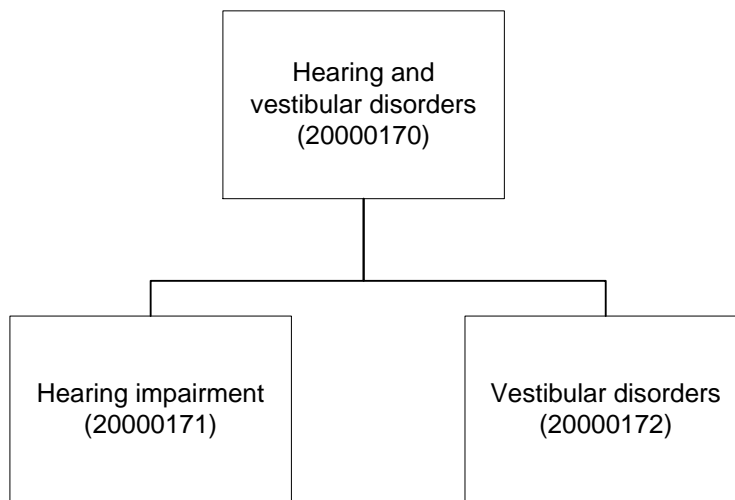 Hearing and
vestibular disorders
(20000170)
Hearing impairment
(20000171)
Vestibular disorders
(20000172)